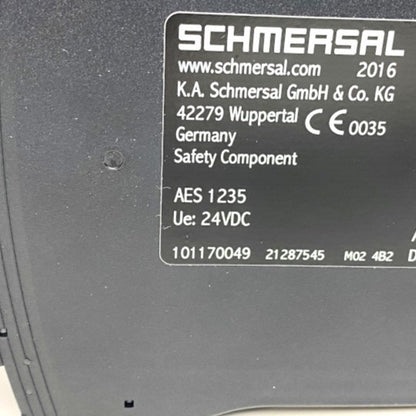 SCHMERSAL
www.schmersal.com 2016
K.A. Schmersal GmbH & Co. KG
42279 Wuppertal CE 0035
Germany
Safety Component
AES 1235
Ue: 24VDC
101170049 21287545 M02 4B2